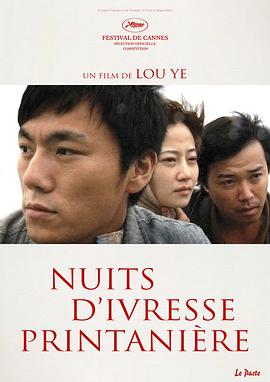 FESTIVAL DE CANNES
SÉLECTION OFFICIELLE
COMPÉTITION
UN FILM DE LOU YE
NUITS
D'IVRESSE
PRINTANIÈRE
Le Pacte